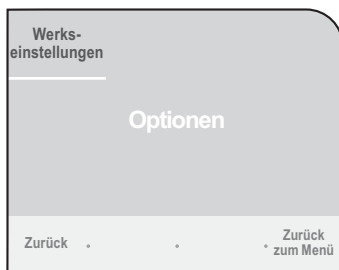 Werks-
einstellungen
Optionen
Zurück
Zurück
zum Menü